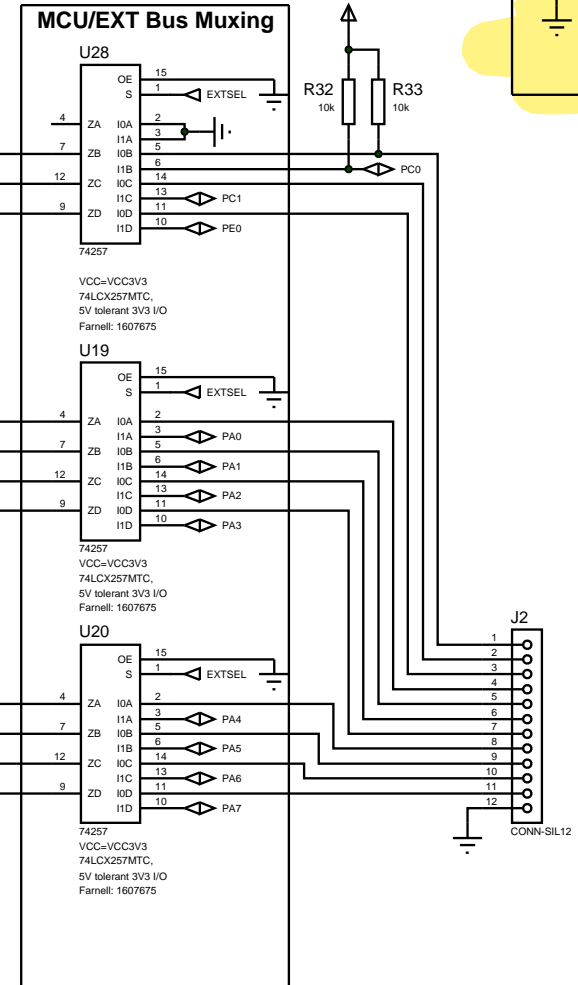 MCU/EXT Bus Muxing
U28
OE 15
S 1 EXTSEL
R32 R33
10k 10k
4 ZA I0A 2
I1A 3
7 ZB I0B 5
I1B 6 PC0
12 ZC I0C 14
I1C 13 PC1
9 ZD I0D 11
I1D 10 PE0
74257
VCC=VCC3V3
74LCX257MTC,
5V tolerant 3V3 I/O
Farnell: 1607675
U19
OE 15
S 1 EXTSEL
4 ZA I0A 2
I1A 3 PA0
7 ZB I0B 5
I1B 6 PA1
12 ZC I0C 14
I1C 13 PA2
9 ZD I0D 11
I1D 10 PA3
74257
VCC=VCC3V3
74LCX257MTC,
5V tolerant 3V3 I/O
Farnell: 1607675
U20
OE 15
S 1 EXTSEL
4 ZA I0A 2
I1A 3 PA4
7 ZB I0B 5
I1B 6 PA5
12 ZC I0C 14
I1C 13 PA6
9 ZD I0D 11
I1D 10 PA7
74257
VCC=VCC3V3
74LCX257MTC,
5V tolerant 3V3 I/O
Farnell: 1607675
J2
1
2
3
4
5
6
7
8
9
10
11
12
CONN-SIL12